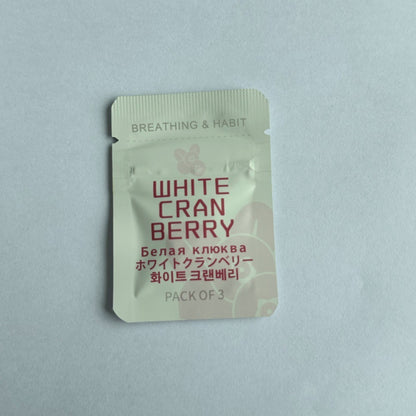 BREATHING & HABIT
WHITE
CRAN
BERRY
Белая клюква
ホワイトクランベリー
화이트크랜베리
PACK OF 3